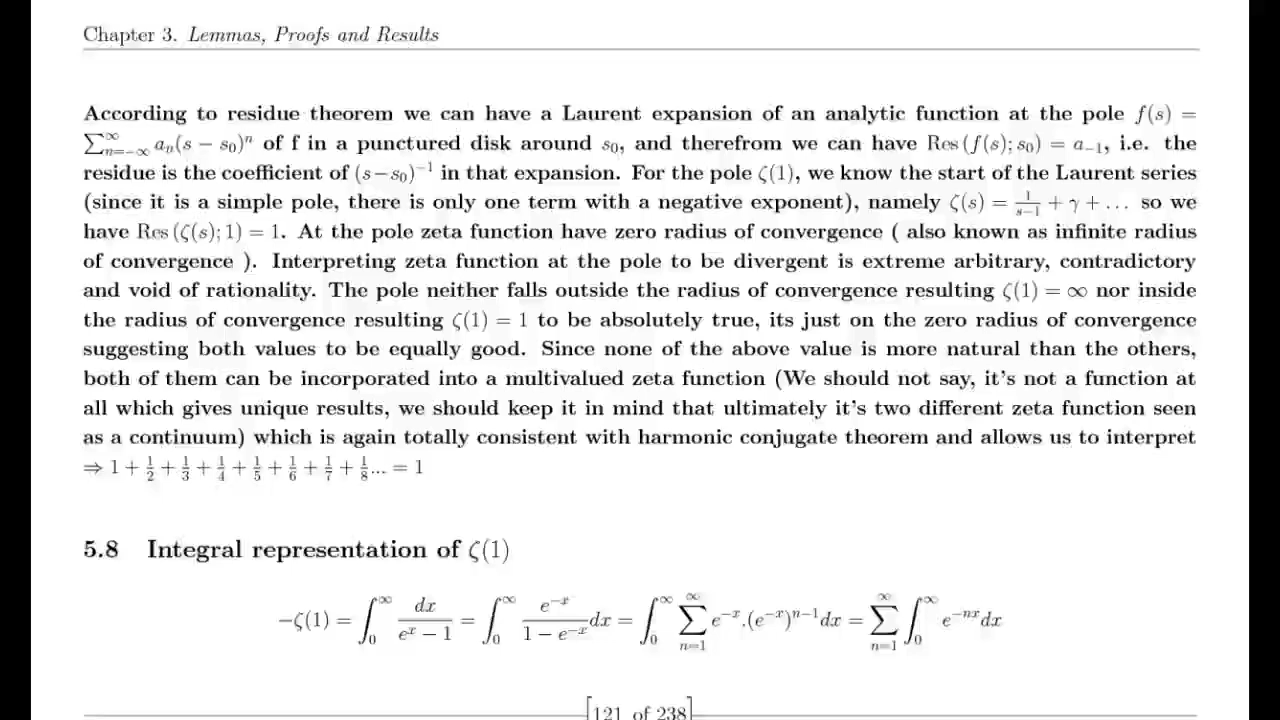 Chapter 3. Lemmas, Proofs and Results
According to residue theorem we can have a Laurent expansion of an analytic function at the pole f(s) =
∑_{n=−∞}^{∞} aₙ(s − s₀)ⁿ of f in a punctured disk around s₀, and therefrom we can have Res (f(s); s₀) = a₋₁, i.e. the
residue is the coefficient of (s−s₀)⁻¹ in that expansion. For the pole ζ(1), we know the start of the Laurent series
(since it is a simple pole, there is only one term with a negative exponent), namely ζ(s) = 1/(s−1) + γ + . . . so we
have Res (ζ(s); 1) = 1. At the pole zeta function have zero radius of convergence ( also known as infinite radius
of convergence ). Interpreting zeta function at the pole to be divergent is extreme arbitrary, contradictory
and void of rationality. The pole neither falls outside the radius of convergence resulting ζ(1) = ∞ nor inside
the radius of convergence resulting ζ(1) = 1 to be absolutely true, its just on the zero radius of convergence
suggesting both values to be equally good. Since none of the above value is more natural than the others,
both of them can be incorporated into a multivalued zeta function (We should not say, it's not a function at
all which gives unique results, we should keep it in mind that ultimately it's two different zeta function seen
as a continuum) which is again totally consistent with harmonic conjugate theorem and allows us to interpret
⇒ 1 + 1/2 + 1/3 + 1/4 + 1/5 + 1/6 + 1/7 + 1/8... = 1
5.8 Integral representation of ζ(1)
−ζ(1) = ∫₀^∞ dx/(eˣ − 1) = ∫₀^∞ e⁻ˣ/(1 − e⁻ˣ) dx = ∫₀^∞ ∑_{n=1}^{∞} e⁻ˣ.(e⁻ˣ)ⁿ⁻¹dx = ∑_{n=1}^{∞} ∫₀^∞ e⁻ⁿˣdx
[121 of 238]